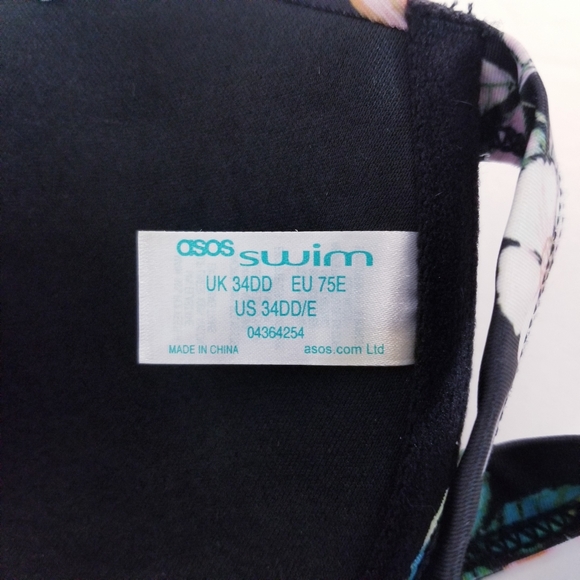 asos swim
UK 34DD EU 75E
US 34DD/E
04364254
MADE IN CHINA asos.com Ltd